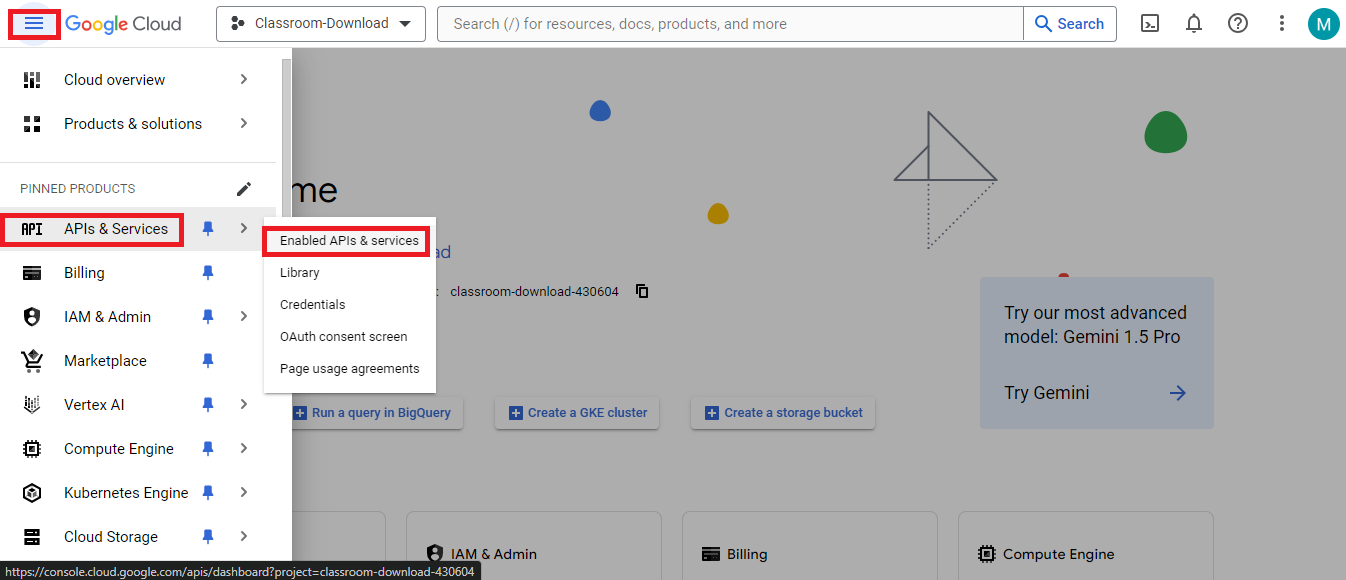 Google Cloud
Classroom-Download
Search (/) for resources, docs, products, and more
Search
M
Cloud overview
Products & solutions
PINNED PRODUCTS
API APIs & Services
Billing
IAM & Admin
Marketplace
Vertex AI
Compute Engine
Kubernetes Engine
Cloud Storage
Enabled APIs & services
Library
Credentials
OAuth consent screen
Page usage agreements
me
ad
: classroom-download-430604
Try our most advanced
model: Gemini 1.5 Pro
Try Gemini
Run a query in BigQuery
Create a GKE cluster
Create a storage bucket
IAM & Admin
Billing
Compute Engine
https://console.cloud.google.com/apis/dashboard?project=classroom-download-430604